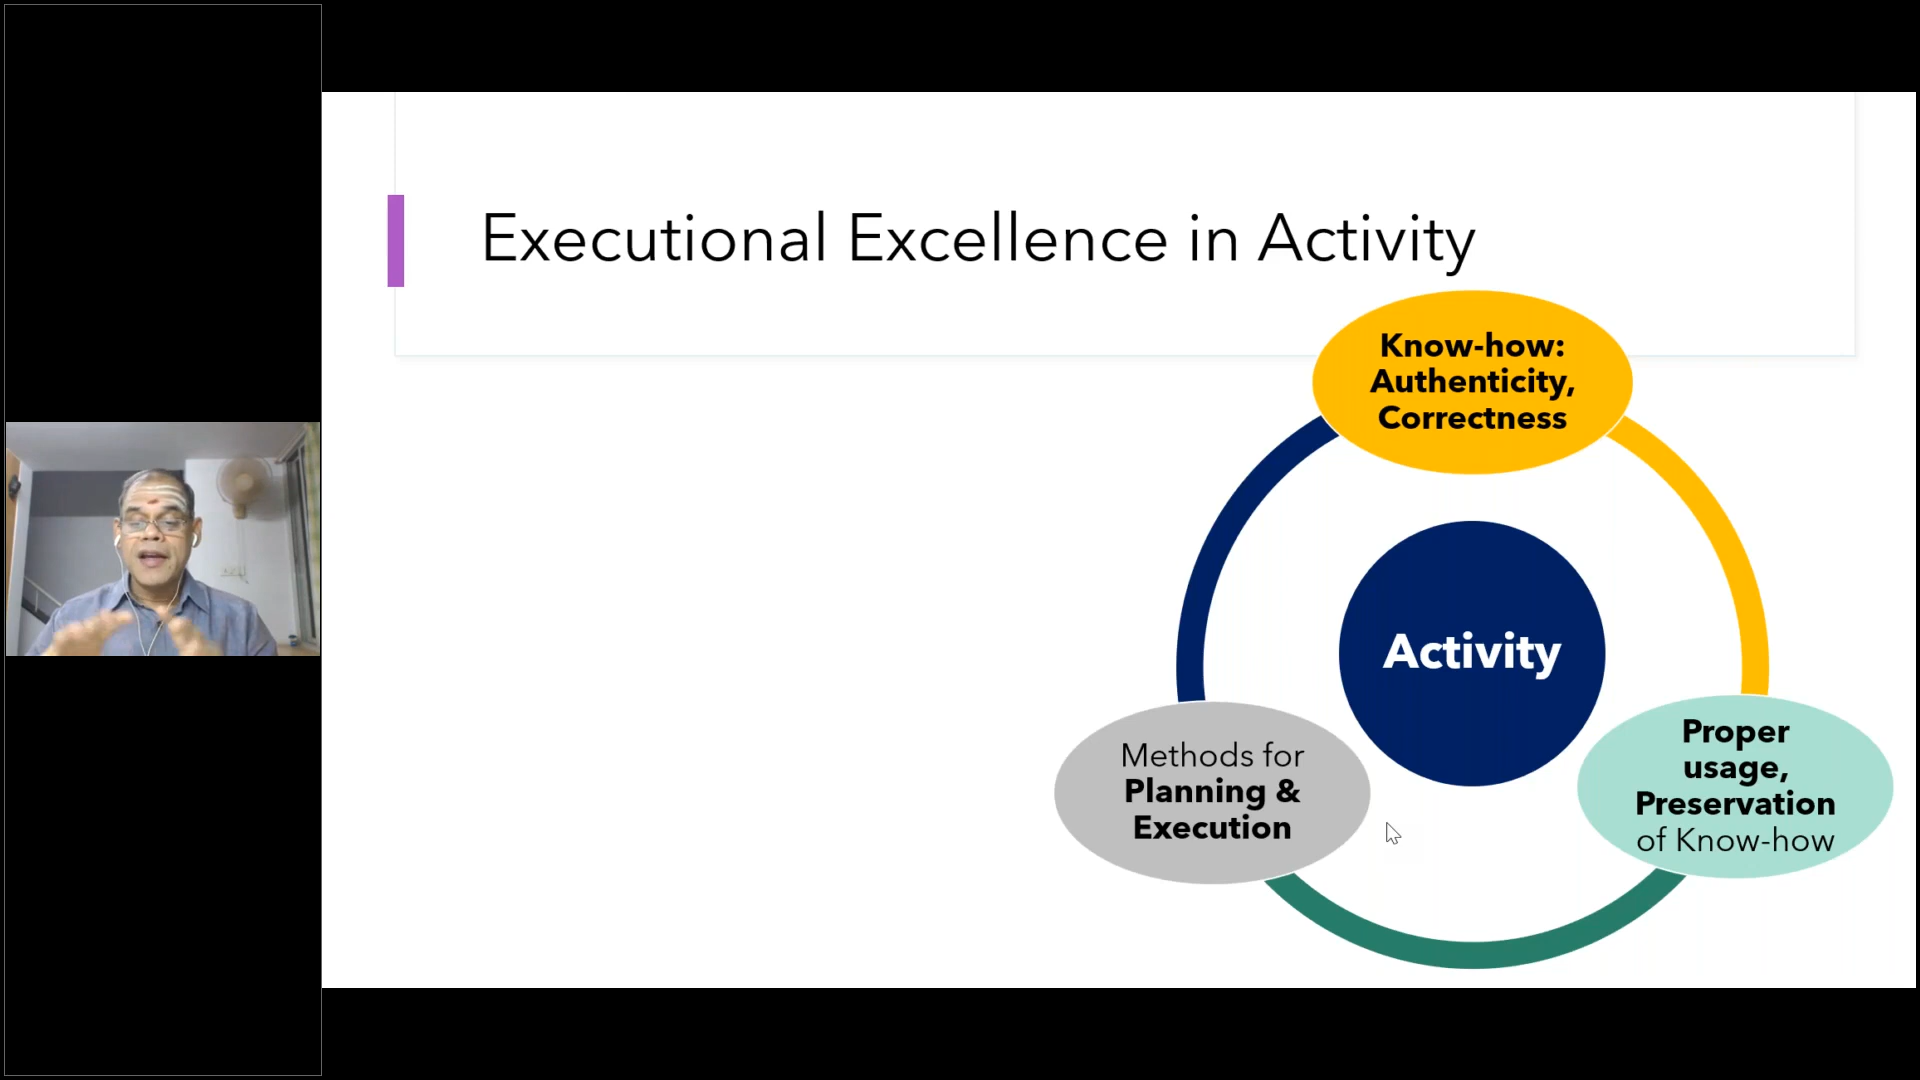 Executional Excellence in Activity
Know-how:
Authenticity,
Correctness
Activity
Methods for
Planning &
Execution
Proper
usage,
Preservation
of Know-how